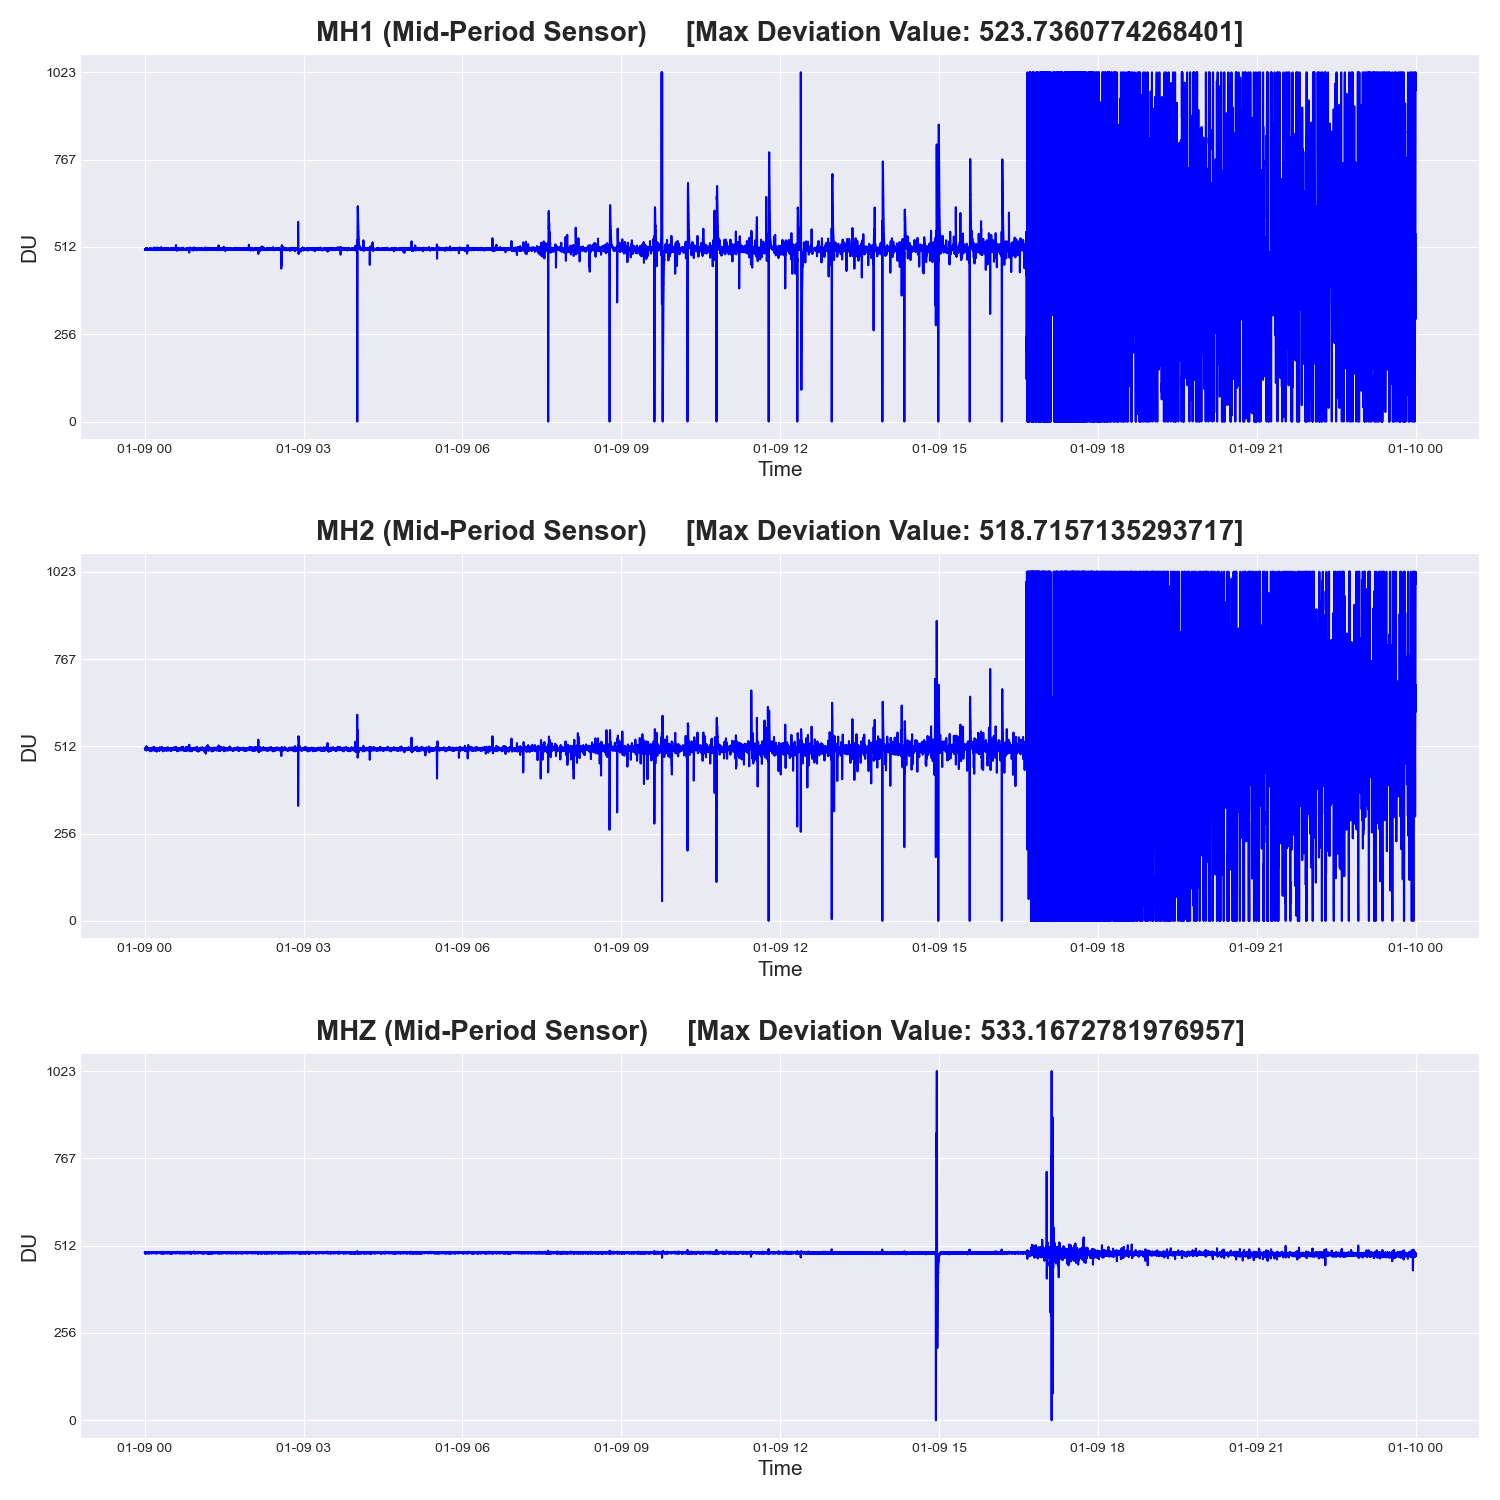 MH1 (Mid-Period Sensor) [Max Deviation Value: 523.7360774268401]
1023
767
512
256
0
DU
01-09 00 01-09 03 01-09 06 01-09 09 01-09 12 01-09 15 01-09 18 01-09 21 01-10 00
Time
MH2 (Mid-Period Sensor) [Max Deviation Value: 518.7157135293717]
1023
767
512
256
0
DU
01-09 00 01-09 03 01-09 06 01-09 09 01-09 12 01-09 15 01-09 18 01-09 21 01-10 00
Time
MHZ (Mid-Period Sensor) [Max Deviation Value: 533.1672781976957]
1023
767
512
256
0
DU
01-09 00 01-09 03 01-09 06 01-09 09 01-09 12 01-09 15 01-09 18 01-09 21 01-10 00
Time